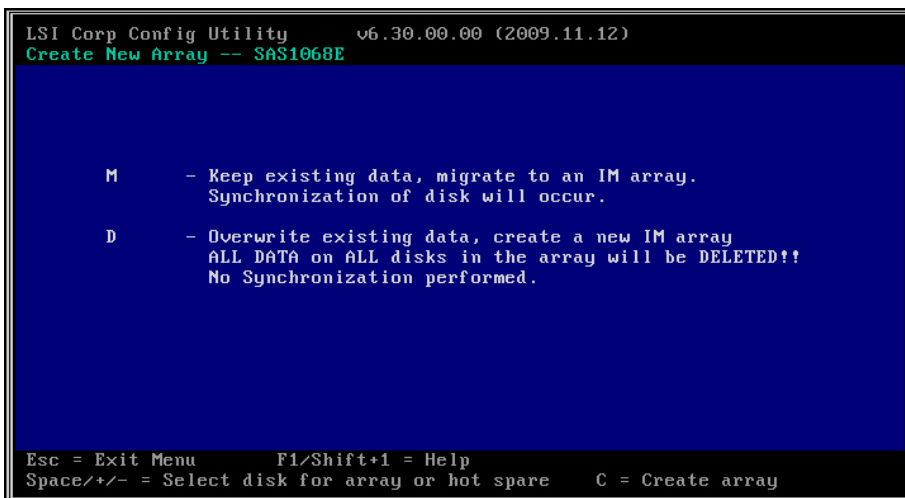 LSI Corp Config Utility v6.30.00.00 (2009.11.12)
Create New Array -- SAS1068E
M - Keep existing data, migrate to an IM array.
Synchronization of disk will occur.
D - Overwrite existing data, create a new IM array
ALL DATA on ALL disks in the array will be DELETED!!
No Synchronization performed.
Esc = Exit Menu F1/Shift+1 = Help
Space/+/- = Select disk for array or hot spare C = Create array